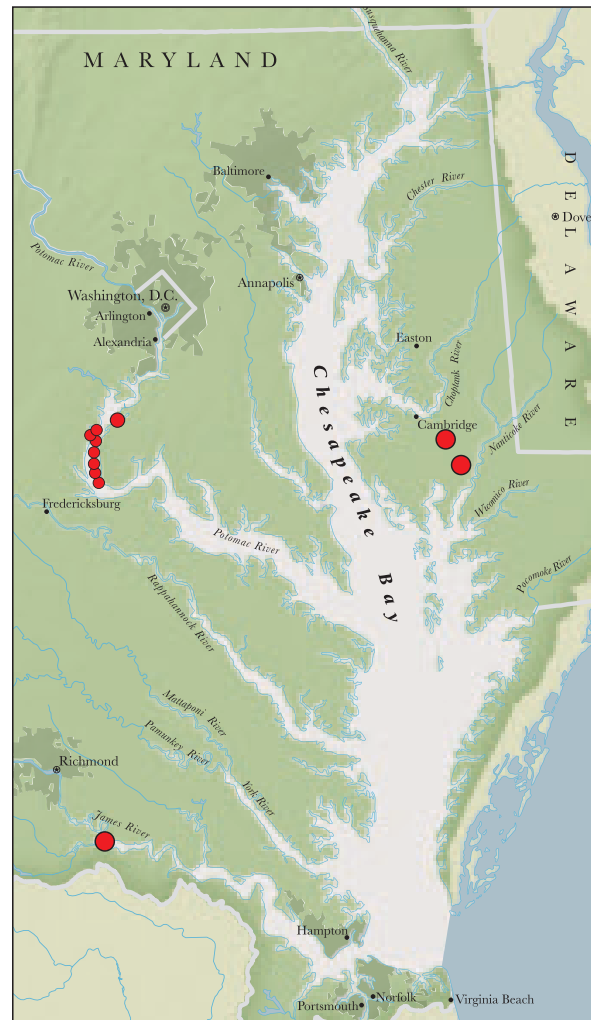 Susquehanna River
MARYLAND
Baltimore
Chester River
DELAWARE
Dove
Potomac River
Annapolis
Washington, D.C.
Arlington
Alexandria
Easton
Choptank River
Chesapeake Bay
Cambridge
Nanticoke River
Wicomico River
Fredericksburg
Potomac River
Pocomoke River
Rappahannock River
Mattaponi River
Pamunkey River
Richmond
York River
James River
Hampton
Norfolk
Portsmouth
Virginia Beach